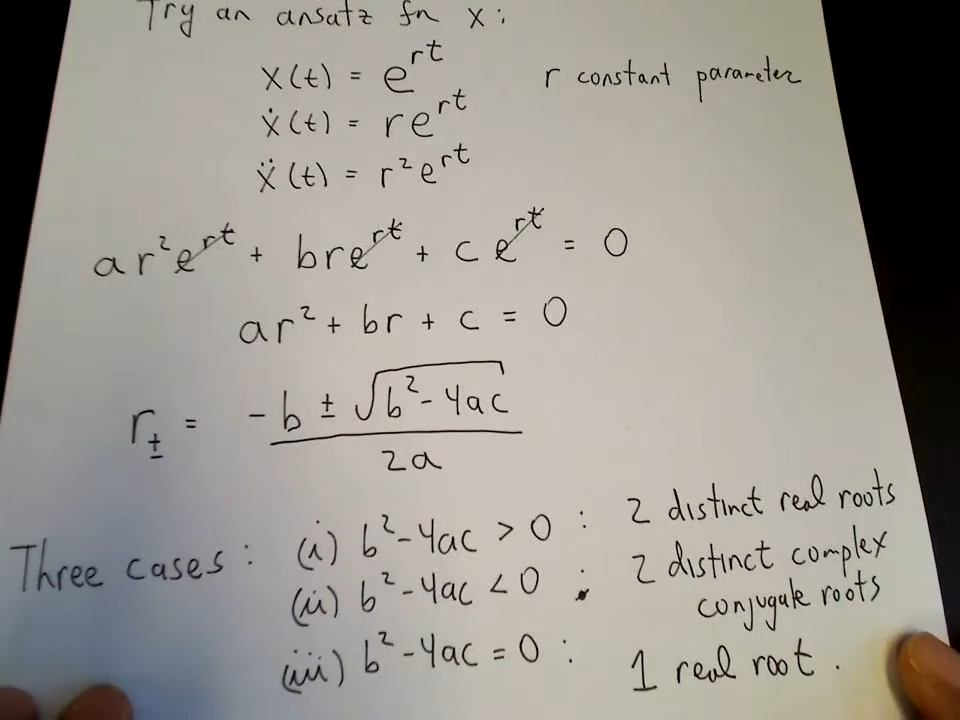 Try an ansatz fn x:
x(t) = e^{rt} r constant parameter
ẋ(t) = re^{rt}
ẍ(t) = r²e^{rt}
ar²e^{rt} + bre^{rt} + ce^{rt} = 0
ar² + br + c = 0
r± = (-b ± √(b²-4ac)) / 2a
Three cases: (i) b²-4ac > 0 : 2 distinct real roots
(ii) b²-4ac < 0 : 2 distinct complex
conjugate roots
(iii) b²-4ac = 0 : 1 real root.